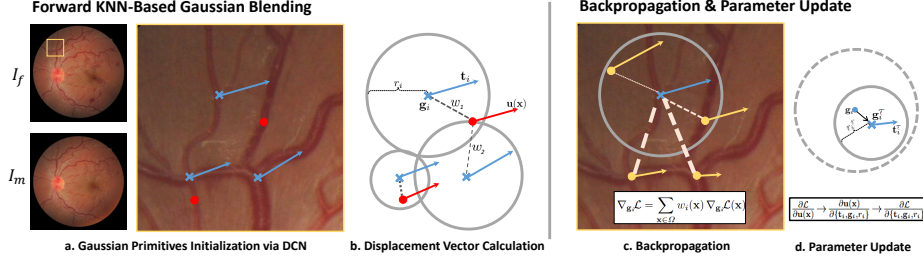 Forward KNN-Based Gaussian Blending
Backpropagation & Parameter Update
I_f
I_m
r_i
g_i
t_i
w_2
u(x)
w_2
∇_{g_i} ℒ = ∑_{x∈Ω} w_i(x) ∇_{g_i} ℒ(x)
g_i
g_i^τ
r_i^τ
t_i^τ
∂ℒ/∂u(x) → ∂u(x)/∂{t_i,g_i,r_i} → ∂ℒ/∂{t_i,g_i,r_i}
a. Gaussian Primitives Initialization via DCN
b. Displacement Vector Calculation
c. Backpropagation
d. Parameter Update